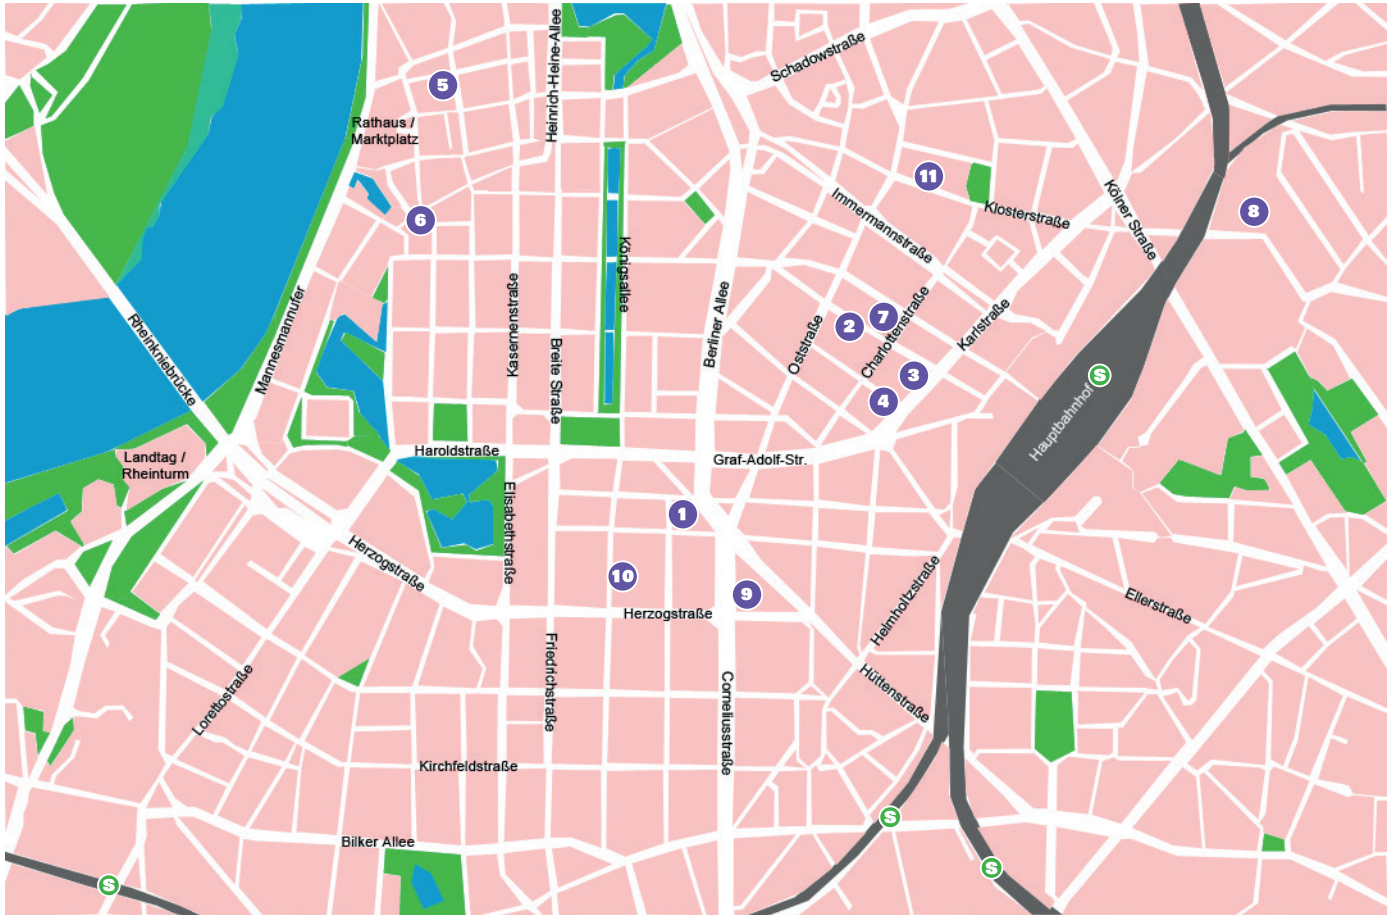 Heinrich-Heine-Allee
Schadowstraße
5
Rathaus /
Marktplatz
11
Immermannstraße
Klosterstraße
Kölner Straße
8
6
Königsallee
Mannesmannufer
Kasernenstraße
Berliner Allee
Rheinkniebrücke
Breite Straße
Oststraße
2
7
Charlottenstraße
Karlstraße
3
4
S
Hauptbahnhof
Haroldstraße
Graf-Adolf-Str.
Landtag /
Rheinturm
Elisabethstraße
1
Herzogstraße
10
9
Herzogstraße
Helmholtzstraße
Ellerstraße
Friedrichstraße
Lorettostraße
Corneliusstraße
Hüttenstraße
Kirchfeldstraße
S
Bilker Allee
S
S